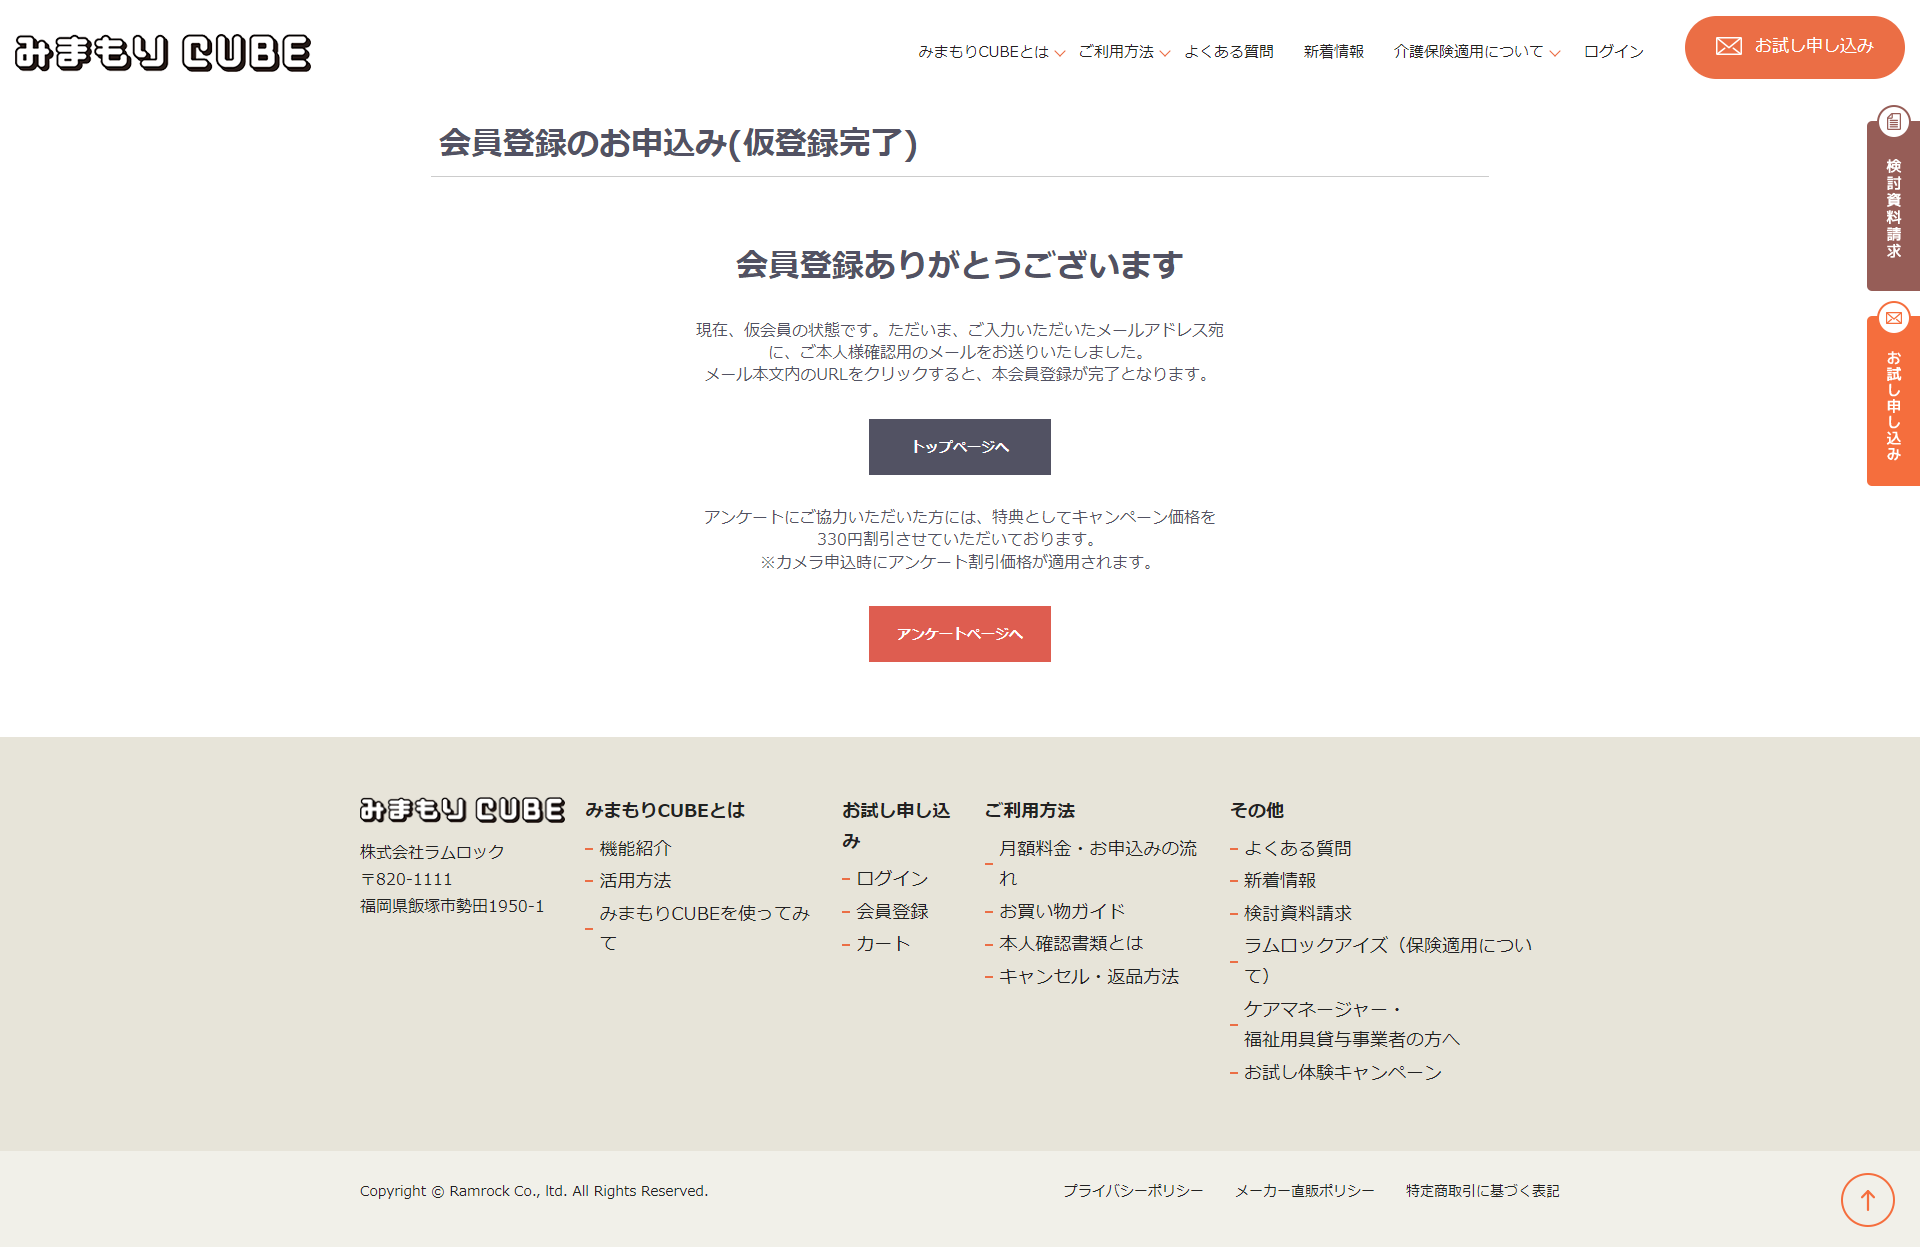 みまもり CUBE
みまもりCUBEとは
ご利用方法
よくある質問
新着情報
介護保険適用について
ログイン
お試し申し込み
検討資料請求
お試し申し込み
会員登録のお申込み(仮登録完了)
会員登録ありがとうございます
現在、仮会員の状態です。ただいま、ご入力いただいたメールアドレス宛
に、ご本人様確認用のメールをお送りいたしました。
メール本文内のURLをクリックすると、本会員登録が完了となります。
トップページへ
アンケートにご協力いただいた方には、特典としてキャンペーン価格を
330円割引させていただいております。
※カメラ申込時にアンケート割引価格が適用されます。
アンケートページへ
みまもり CUBE
株式会社ラムロック
〒820-1111
福岡県飯塚市勢田1950-1
みまもりCUBEとは
機能紹介
活用方法
みまもりCUBEを使ってみ
て
お試し申し込
み
ログイン
会員登録
カート
ご利用方法
月額料金・お申込みの流
れ
お買い物ガイド
本人確認書類とは
キャンセル・返品方法
その他
よくある質問
新着情報
検討資料請求
ラムロックアイズ（保険適用につい
て）
ケアマネージャー・
福祉用具貸与事業者の方へ
お試し体験キャンペーン
Copyright © Ramrock Co., ltd. All Rights Reserved.
プライバシーポリシー
メーカー直販ポリシー
特定商取引に基づく表記